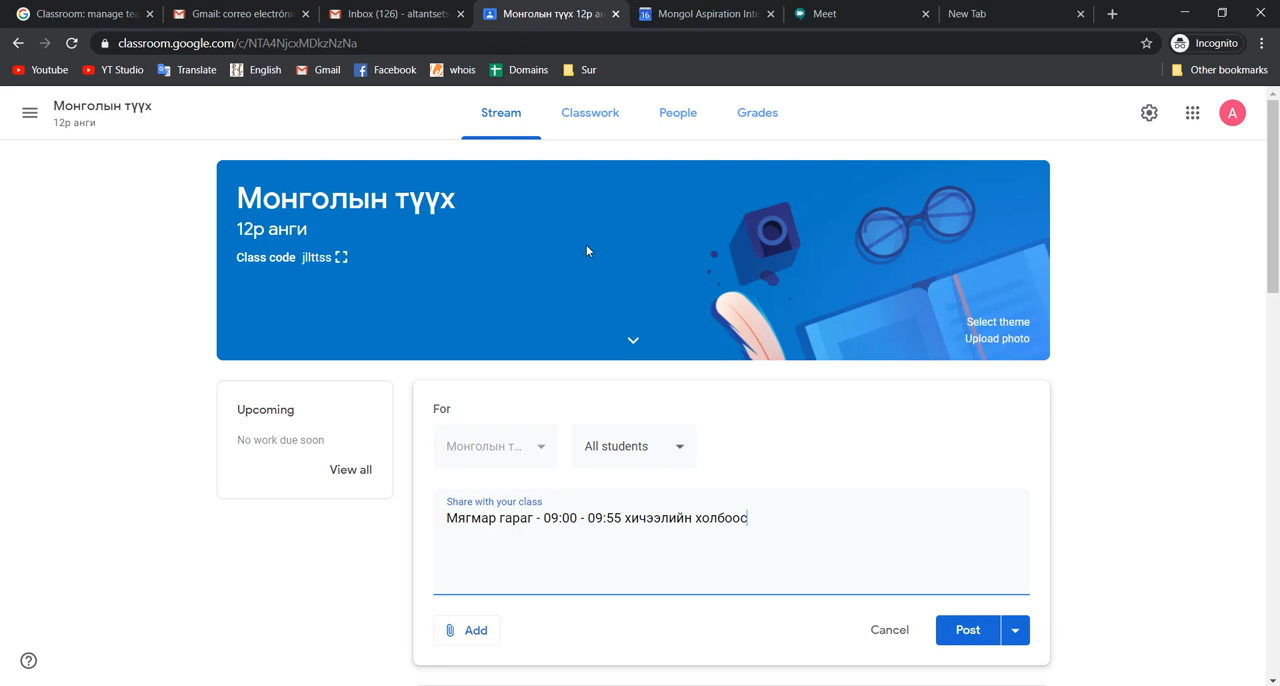 Classroom: manage tea
Gmail: correo electróni
Inbox (126) - altantsets
Монголын түүх 12р ан
Mongol Aspiration Inte
Meet
New Tab
classroom.google.com/c/NTA4NjcxMDkzNzNa
Incognito
Youtube
YT Studio
Translate
English
Gmail
Facebook
whois
Domains
Sur
Other bookmarks
Монголын түүх
12р анги
Stream
Classwork
People
Grades
A
Монголын түүх
12р анги
Class code jllttss
Select theme
Upload photo
Upcoming
No work due soon
View all
For
Монголын т...
All students
Share with your class
Мягмар гараг - 09:00 - 09:55 хичээлийн холбоос
Add
Cancel
Post